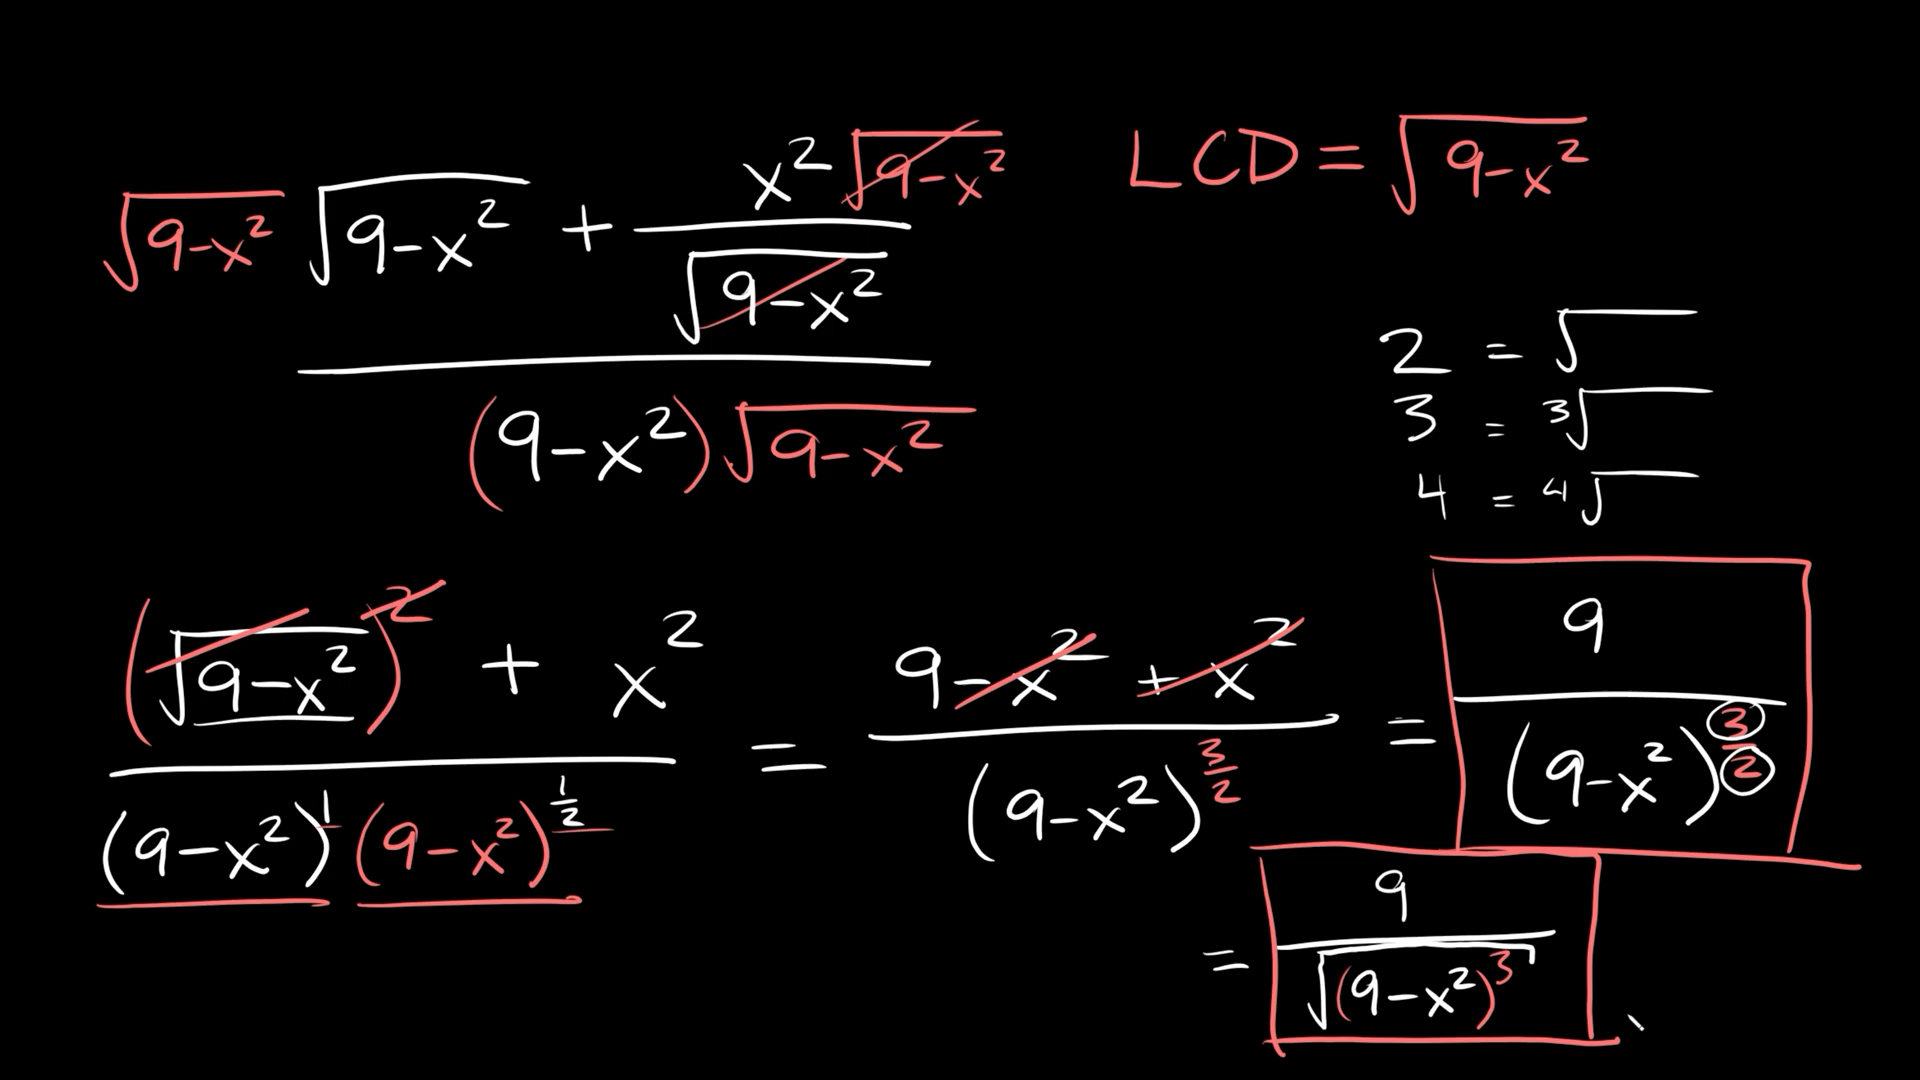 √(9-x²) √(9-x²) + x² √(9-x²) / √(9-x²)
(9-x²) √(9-x²)
LCD = √(9-x²)
2 = √
3 = ³√
4 = ⁴√
(√(9-x²))² + x² / (9-x²)¹ (9-x²)^(1/2) = 9 - x² + x² / (9-x²)^(3/2) = 9 / (9-x²)^(3/2)
= 9 / √((9-x²)³)